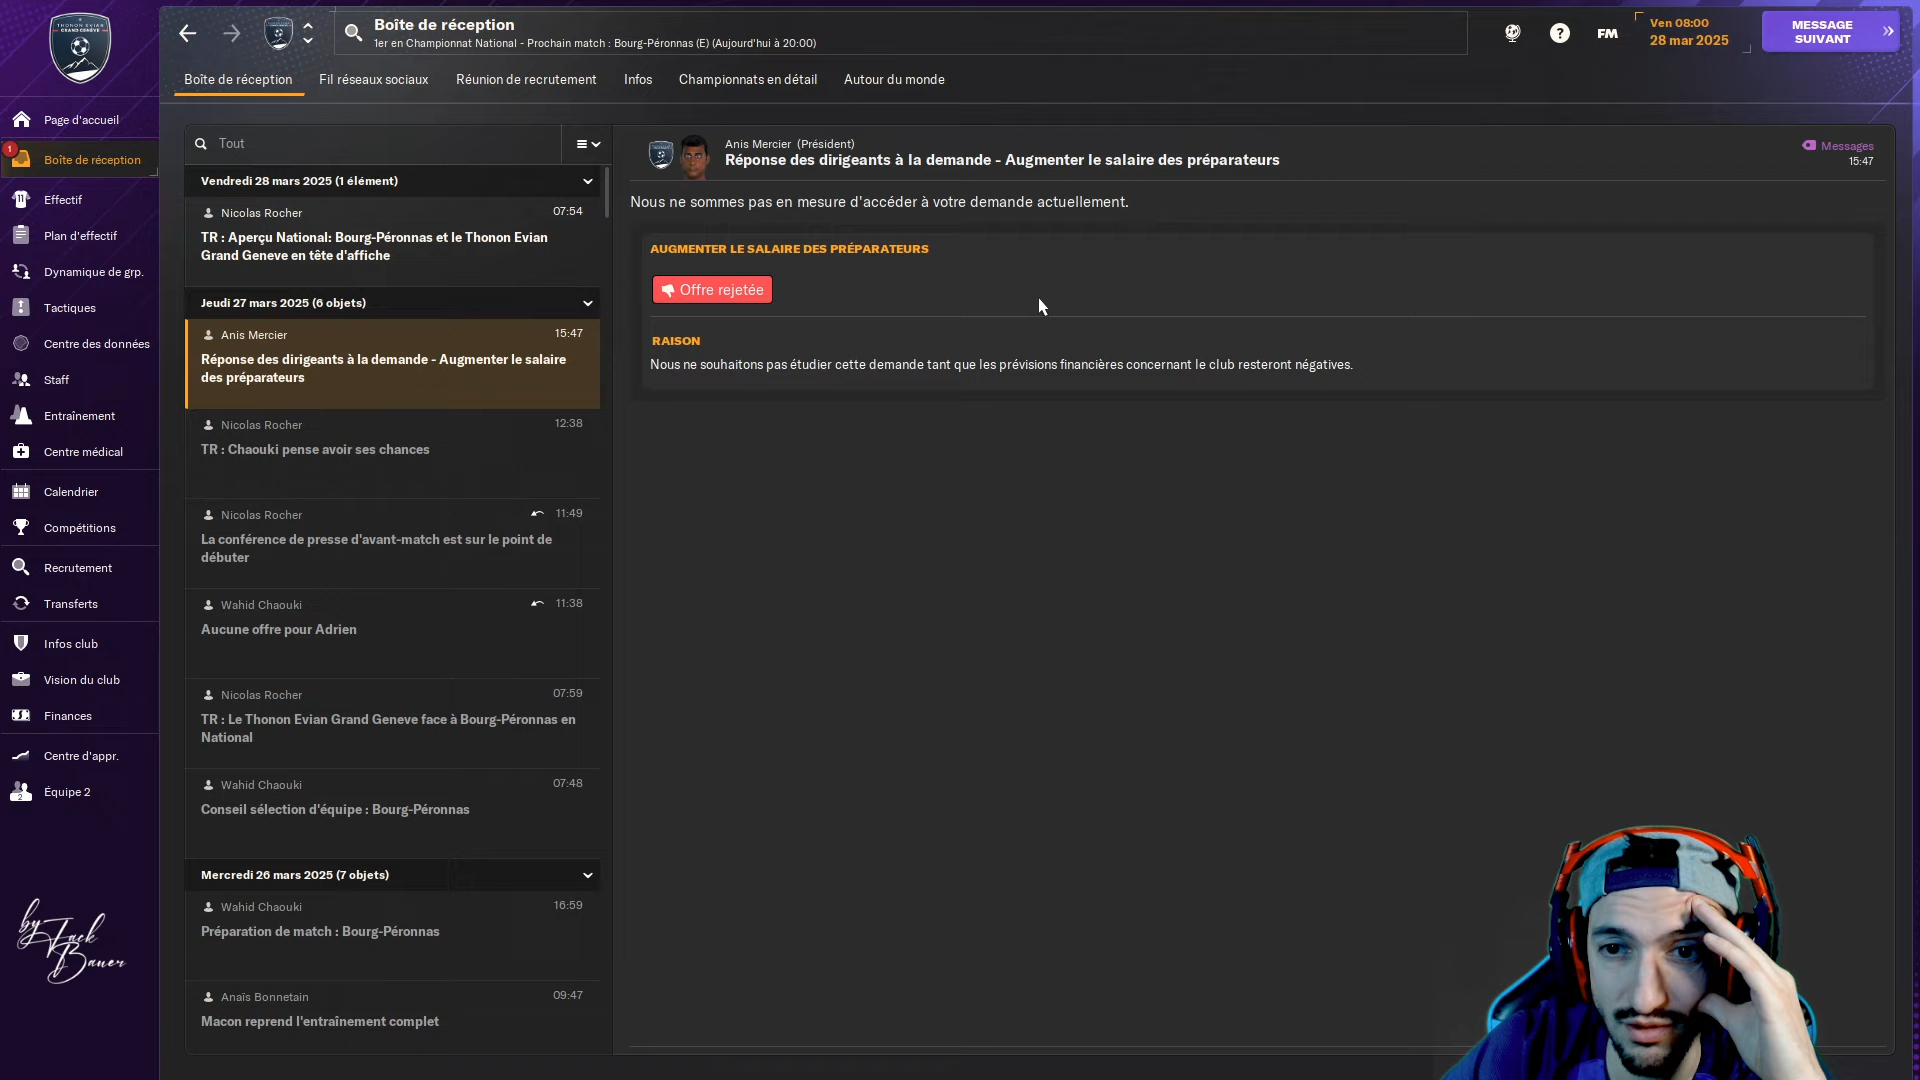 THONON EVIAN
GRAND GENÈVE
Boîte de réception
1er en Championnat National - Prochain match : Bourg-Péronnas (E) (Aujourd'hui à 20:00)
FM
Ven 08:00
28 mar 2025
MESSAGE
SUIVANT
Boîte de réception
Fil réseaux sociaux
Réunion de recrutement
Infos
Championnats en détail
Autour du monde
Page d'accueil
1
Boîte de réception
Effectif
Plan d'effectif
Dynamique de grp.
Tactiques
Centre des données
Staff
Entraînement
Centre médical
Calendrier
Compétitions
Recrutement
Transferts
Infos club
Vision du club
Finances
Centre d'appr.
2
Équipe 2
by Jack
Bauer
Tout
Vendredi 28 mars 2025 (1 élément)
Nicolas Rocher 07:54
TR : Aperçu National: Bourg-Péronnas et le Thonon Evian
Grand Geneve en tête d'affiche
Jeudi 27 mars 2025 (6 objets)
Anis Mercier 15:47
Réponse des dirigeants à la demande - Augmenter le salaire
des préparateurs
Nicolas Rocher 12:38
TR : Chaouki pense avoir ses chances
Nicolas Rocher 11:49
La conférence de presse d'avant-match est sur le point de
débuter
Wahid Chaouki 11:38
Aucune offre pour Adrien
Nicolas Rocher 07:59
TR : Le Thonon Evian Grand Geneve face à Bourg-Péronnas en
National
Wahid Chaouki 07:48
Conseil sélection d'équipe : Bourg-Péronnas
Mercredi 26 mars 2025 (7 objets)
Wahid Chaouki 16:59
Préparation de match : Bourg-Péronnas
Anaïs Bonnetain 09:47
Macon reprend l'entraînement complet
Anis Mercier (Président)
Réponse des dirigeants à la demande - Augmenter le salaire des préparateurs
Messages
15:47
Nous ne sommes pas en mesure d'accéder à votre demande actuellement.
AUGMENTER LE SALAIRE DES PRÉPARATEURS
Offre rejetée
RAISON
Nous ne souhaitons pas étudier cette demande tant que les prévisions financières concernant le club resteront négatives.